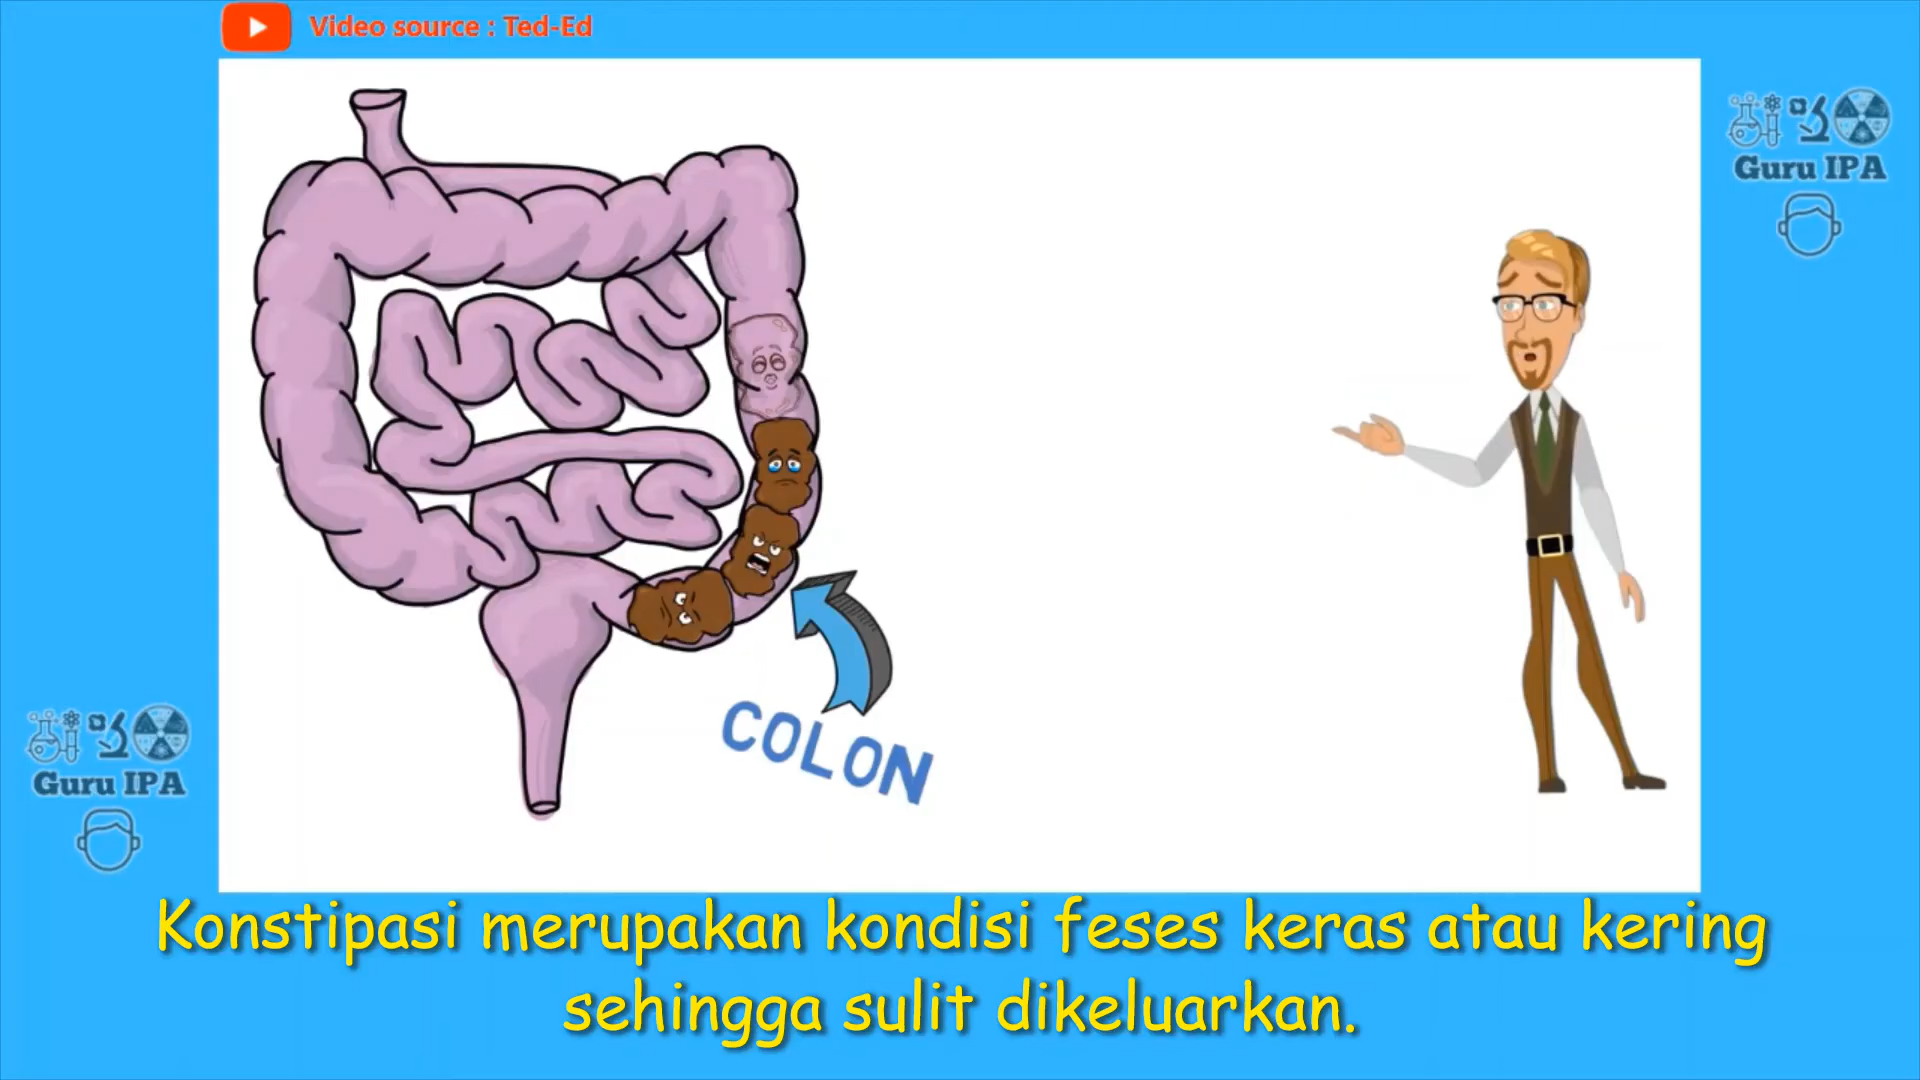 Video source : Ted-Ed
Guru IPA
COLON
Guru IPA
Konstipasi merupakan kondisi feses keras atau kering
sehingga sulit dikeluarkan.